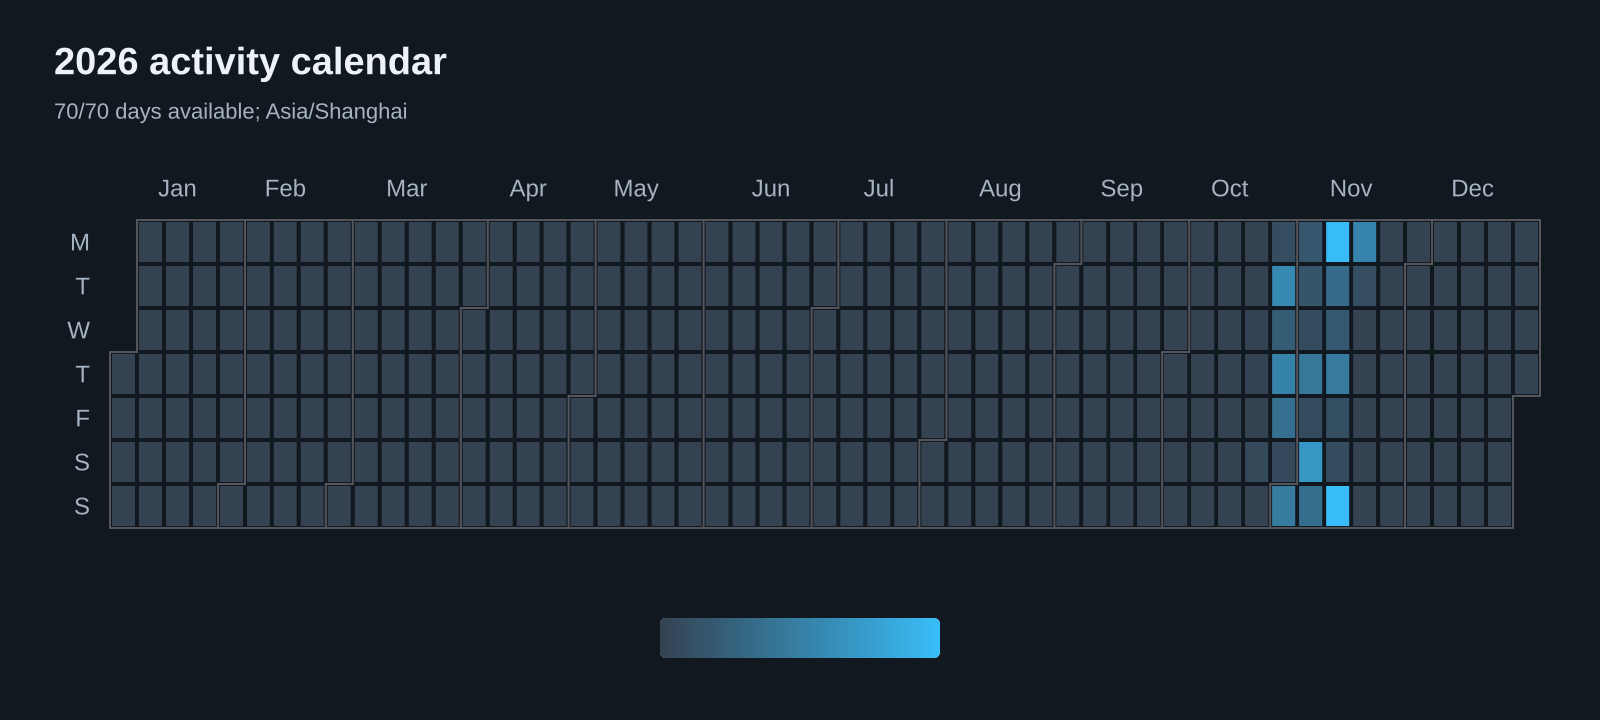 2026 activity calendar
70/70 days available; Asia/Shanghai
Jan Feb Mar Apr May Jun Jul Aug Sep Oct Nov Dec
M
T
W
T
F
S
S